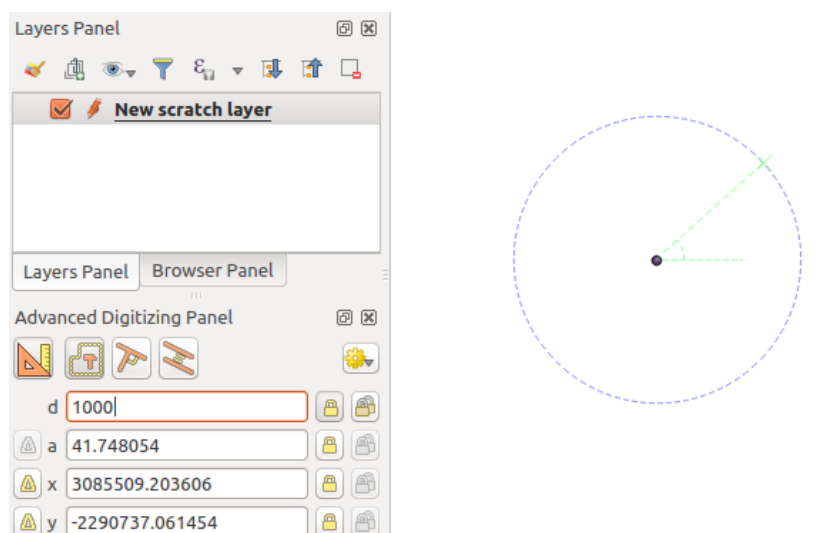 Layers Panel
New scratch layer
Layers Panel Browser Panel
Advanced Digitizing Panel
d 1000
a 41.748054
x 3085509.203606
y -2290737.061454